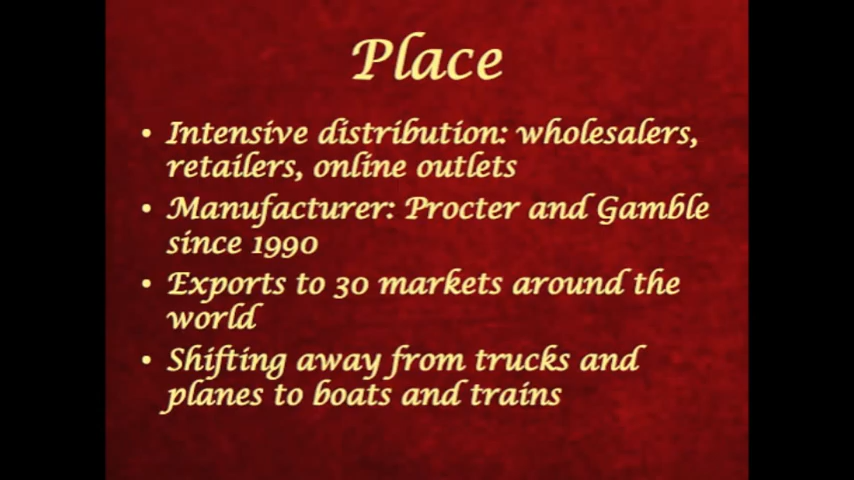 Place
• Intensive distribution: wholesalers,
retailers, online outlets
• Manufacturer: Procter and Gamble
since 1990
• Exports to 30 markets around the
world
• Shifting away from trucks and
planes to boats and trains